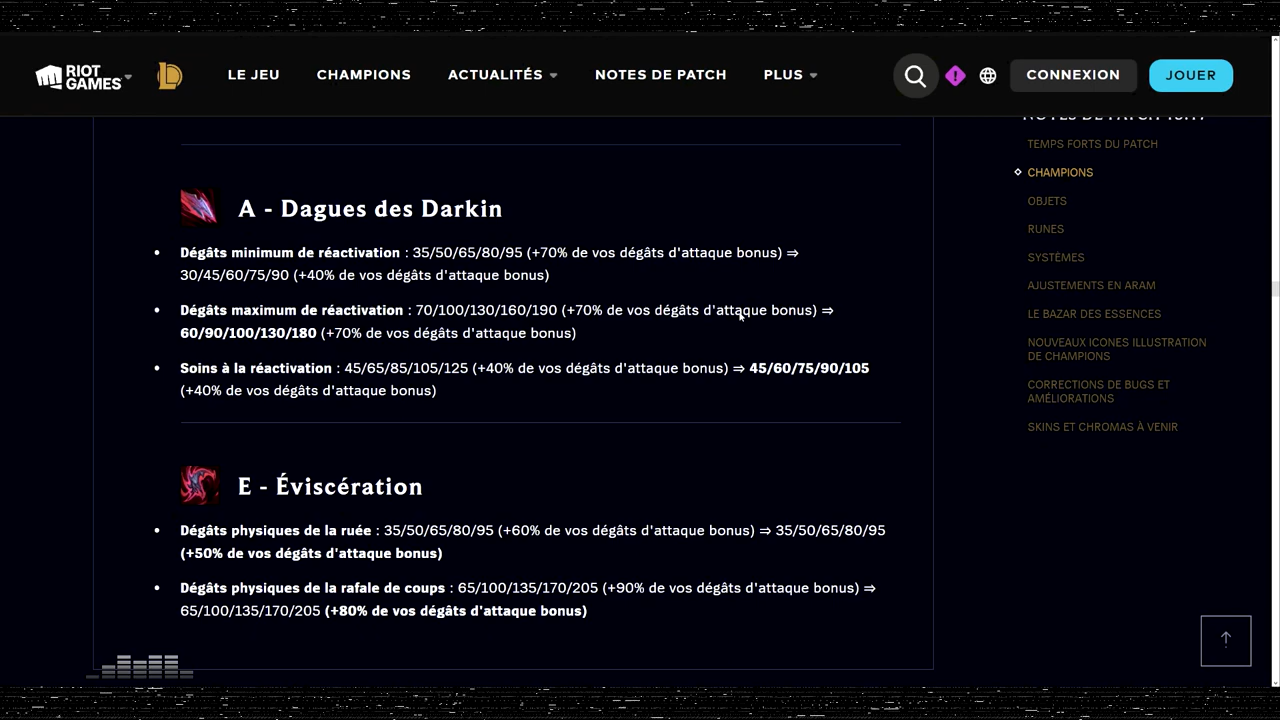 RIOT GAMES
LE JEU
CHAMPIONS
ACTUALITÉS
NOTES DE PATCH
PLUS
CONNEXION
JOUER
A - Dagues des Darkin
Dégâts minimum de réactivation : 35/50/65/80/95 (+70% de vos dégâts d'attaque bonus) ⇒
30/45/60/75/90 (+40% de vos dégâts d'attaque bonus)
Dégâts maximum de réactivation : 70/100/130/160/190 (+70% de vos dégâts d'attaque bonus) ⇒
60/90/100/130/180 (+70% de vos dégâts d'attaque bonus)
Soins à la réactivation : 45/65/85/105/125 (+40% de vos dégâts d'attaque bonus) ⇒ 45/60/75/90/105
(+40% de vos dégâts d'attaque bonus)
E - Éviscération
Dégâts physiques de la ruée : 35/50/65/80/95 (+60% de vos dégâts d'attaque bonus) ⇒ 35/50/65/80/95
(+50% de vos dégâts d'attaque bonus)
Dégâts physiques de la rafale de coups : 65/100/135/170/205 (+90% de vos dégâts d'attaque bonus) ⇒
65/100/135/170/205 (+80% de vos dégâts d'attaque bonus)
NOTES DE PATCH
TEMPS FORTS DU PATCH
CHAMPIONS
OBJETS
RUNES
SYSTÈMES
AJUSTEMENTS EN ARAM
LE BAZAR DES ESSENCES
NOUVEAUX ICONES ILLUSTRATION
DE CHAMPIONS
CORRECTIONS DE BUGS ET
AMÉLIORATIONS
SKINS ET CHROMAS À VENIR